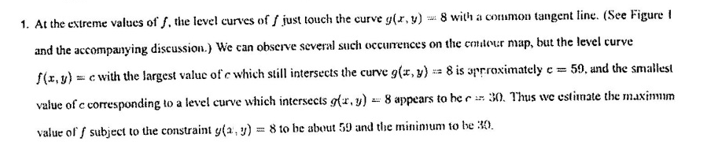 1. At the extreme values of f, the level curves of f just touch the curve g(x, y) = 8 with a common tangent line. (See Figure 1
and the accompanying discussion.) We can observe several such occurrences on the contour map, but the level curve
f(x, y) = c with the largest value of c which still intersects the curve g(x, y) = 8 is approximately c = 59, and the smallest
value of c corresponding to a level curve which intersects g(x, y) = 8 appears to be c = 30. Thus we estimate the maximum
value of f subject to the constraint g(x, y) = 8 to be about 59 and the minimum to be 30.